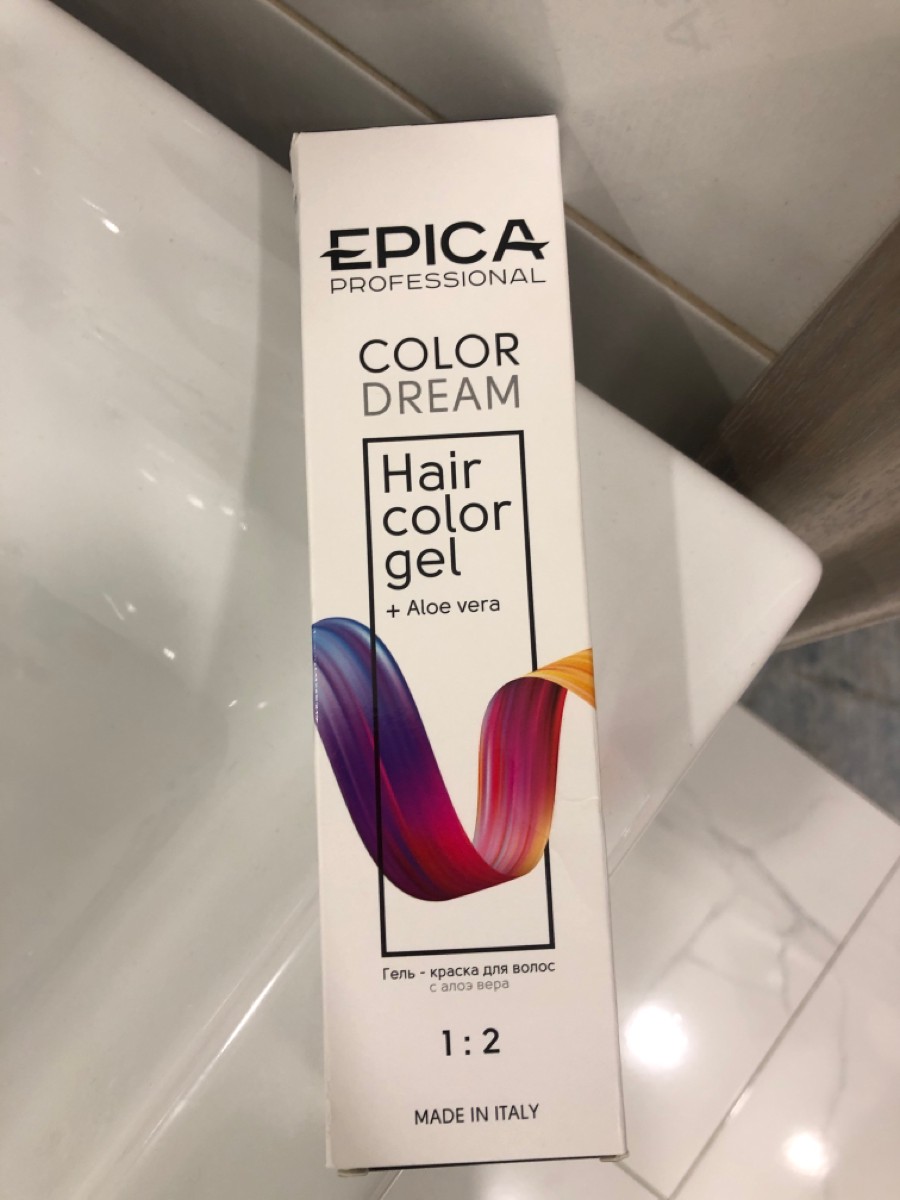 EPICA
PROFESSIONAL
COLOR
DREAM
Hair
color
gel
+ Aloe vera
Гель - краска для волос
с алоэ вера
1 : 2
MADE IN ITALY